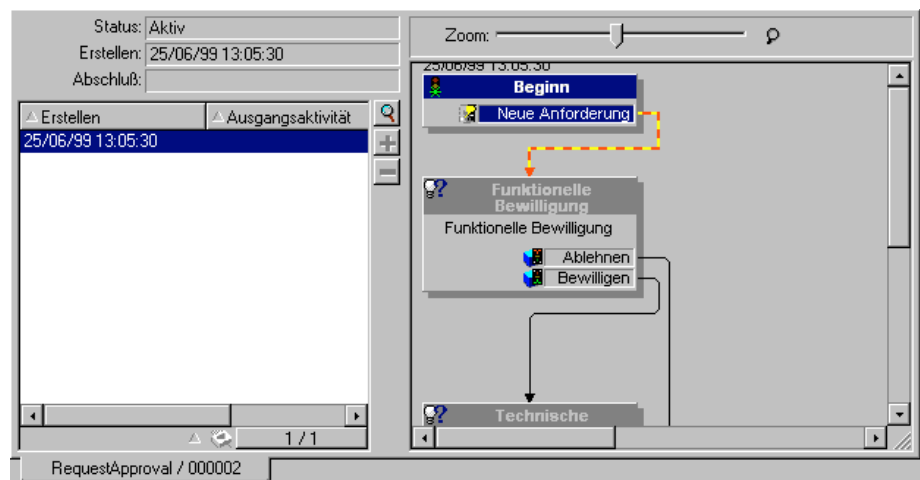 Status: Aktiv
Erstellen: 25/06/99 13:05:30
Abschluß:
Erstellen Ausgangsaktivität
25/06/99 13:05:30
1 / 1
RequestApproval / 000002
Zoom:
25/06/99 13:05:30
Beginn
Neue Anforderung
Funktionelle
Bewilligung
Funktionelle Bewilligung
Ablehnen
Bewilligen
Technische